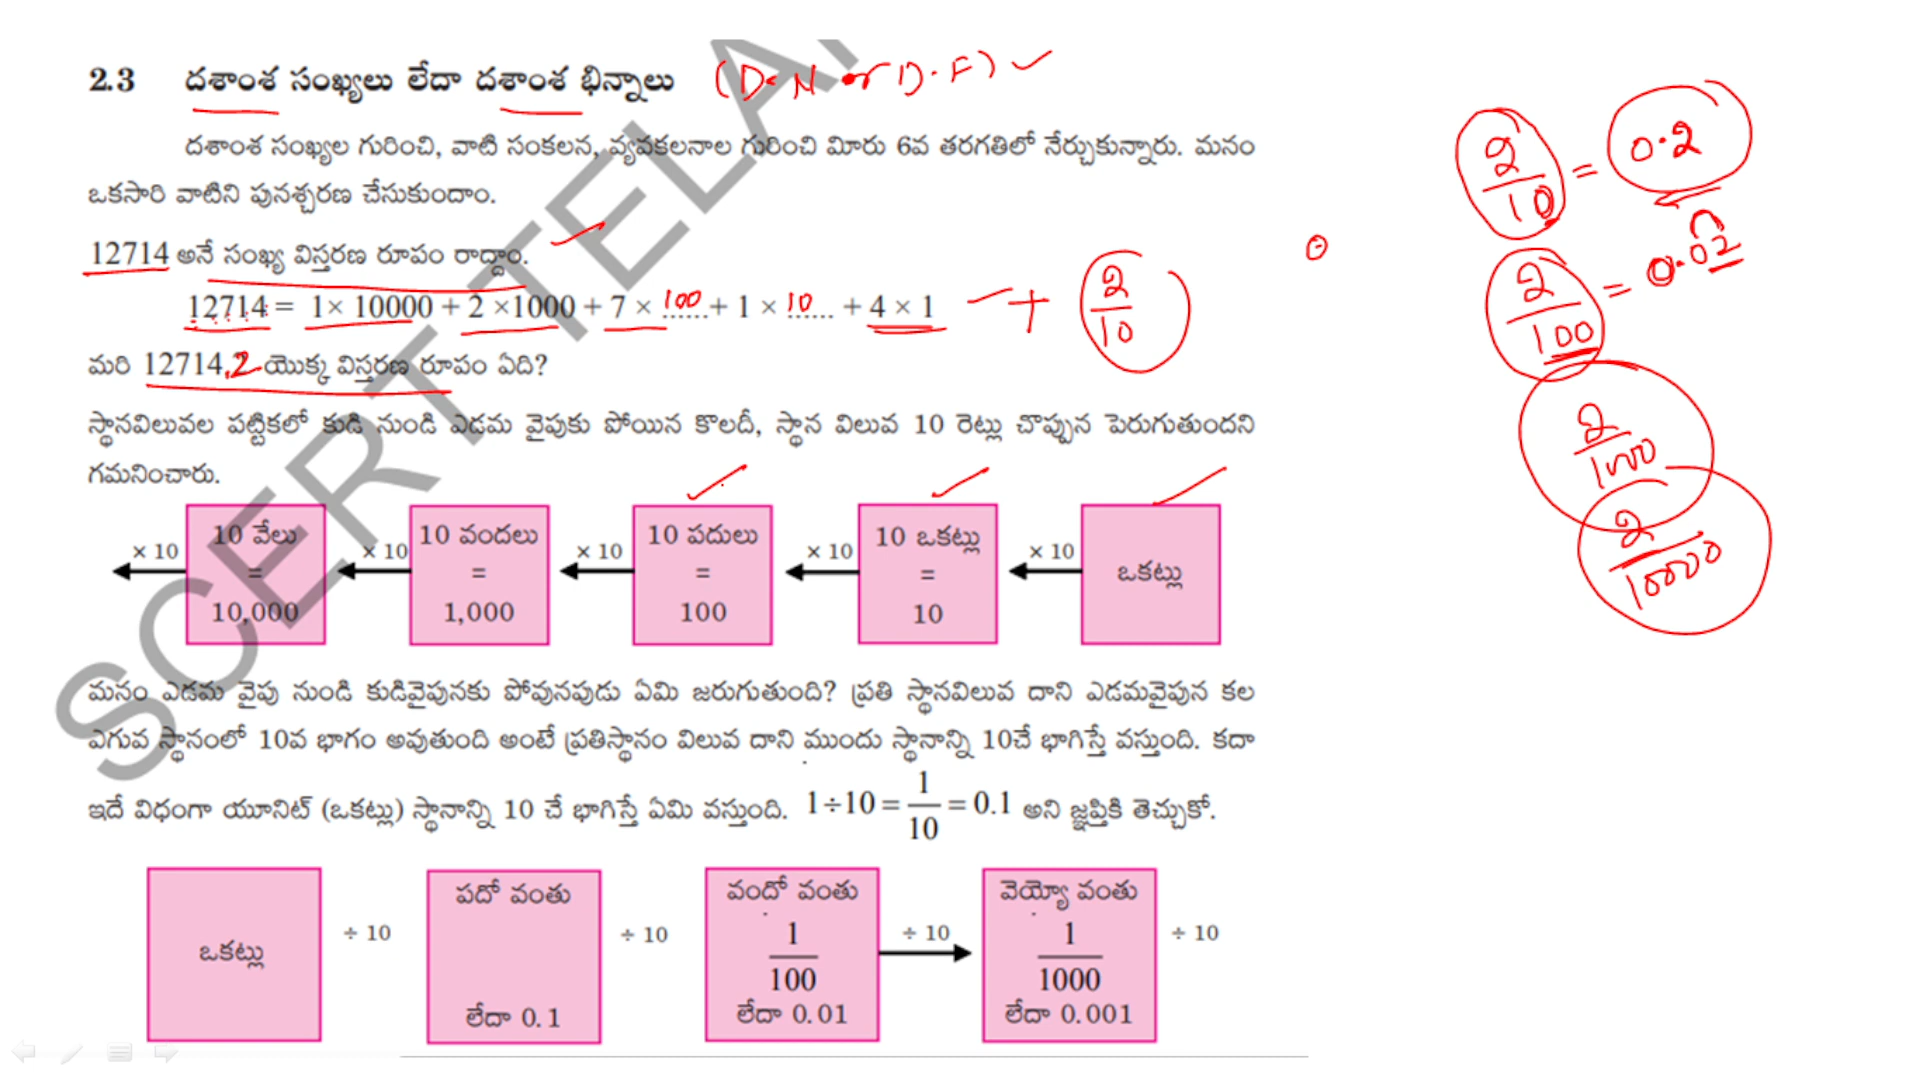 2.3 దశాంశ సంఖ్యలు లేదా దశాంశ భిన్నాలు (D.N or D.F) ✓
దశాంశ సంఖ్యల గురించి, వాటి సంకలన, వ్యవకలనాల గురించి మీరు 6వ తరగతిలో నేర్చుకున్నారు. మనం
ఒకసారి వాటిని పునశ్చరణ చేసుకుందాం.
12714 అనే సంఖ్య విస్తరణ రూపం రాద్దాం.
12714 = 1× 10000 + 2 ×1000 + 7 × 100 + 1 × 10 + 4 × 1 + 2/10
మరి 12714.2 యొక్క విస్తరణ రూపం ఏది?
స్థానవిలువల పట్టికలో కుడి నుండి ఎడమ వైపుకు పోయిన కొలదీ, స్థాన విలువ 10 రెట్లు చొప్పున పెరుగుతుందని
గమనించారు.
× 10 10 వేలు = 10,000 × 10 10 వందలు = 1,000 × 10 10 పదులు = 100 × 10 10 ఒకట్లు = 10 × 10 ఒకట్లు
మనం ఎడమ వైపు నుండి కుడివైపునకు పోవునపుడు ఏమి జరుగుతుంది? ప్రతి స్థానవిలువ దాని ఎడమవైపున కల
ఎగువ స్థానంలో 10వ భాగం అవుతుంది అంటే ప్రతిస్థానం విలువ దాని ముందు స్థానాన్ని 10చే భాగిస్తే వస్తుంది. కదా
ఇదే విధంగా యూనిట్ (ఒకట్లు) స్థానాన్ని 10 చే భాగిస్తే ఏమి వస్తుంది. 1÷10 = 1/10 = 0.1 అని జ్ఞప్తికి తెచ్చుకో.
ఒకట్లు ÷ 10 పదో వంతు లేదా 0.1 ÷ 10 వందో వంతు 1/100 లేదా 0.01 ÷ 10 వెయ్యో వంతు 1/1000 లేదా 0.001 ÷ 10
2/10 = 0.2
2/100 = 0.02
2/1000
2/10000
SCERT TELA